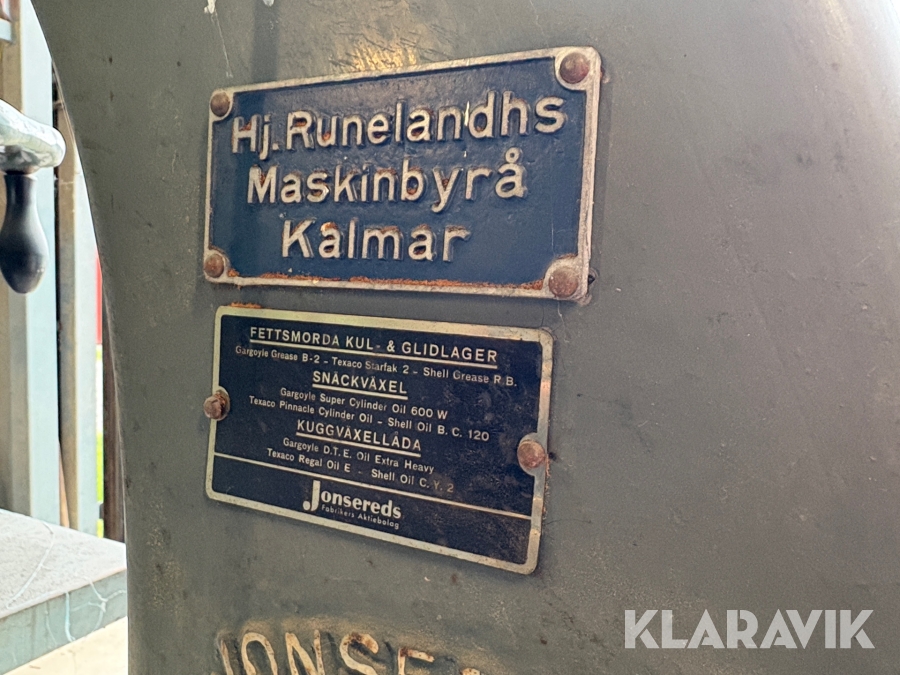 Hj. Runelandhs
Maskinbyrå
Kalmar
FETTSMORDA KUL- & GLIDLAGER
Gargoyle Grease B-2 - Texaco Starfak 2 - Shell Grease R.B.
SNÄCKVÄXEL
Gargoyle Super Cylinder Oil 600 W
Texaco Pinnacle Cylinder Oil - Shell Oil B.C. 120
KUGGVÄXELLÅDA
Gargoyle D.T.E. Oil Extra Heavy
Texaco Regal Oil E - Shell Oil C.Y. 2
Jonsereds
Fabrikers Aktiebolag
JONSE
KLARAVIK